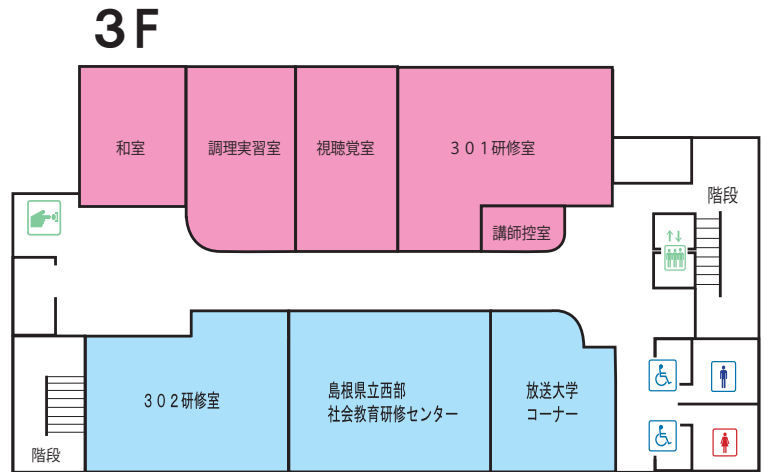 ３Ｆ
和室
調理実習室
視聴覚室
３０１研修室
講師控室
階段
３０２研修室
島根県立西部
社会教育研修センター
放送大学
コーナー
階段